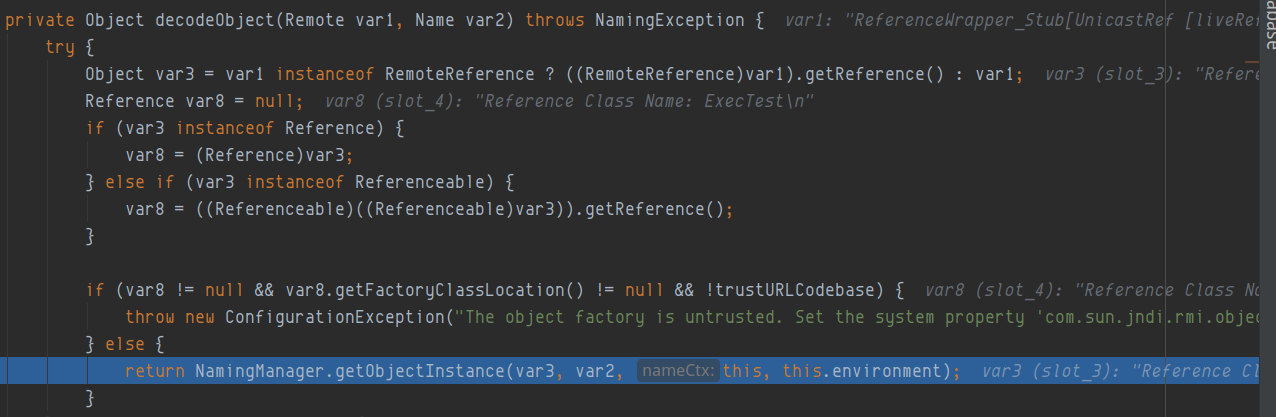 private Object decodeObject(Remote var1, Name var2) throws NamingException {  var1: "ReferenceWrapper_Stub[UnicastRef [liveRef
    try {
        Object var3 = var1 instanceof RemoteReference ? ((RemoteReference)var1).getReference() : var1;  var3 (slot_3): "Refere
        Reference var8 = null;  var8 (slot_4): "Reference Class Name: ExecTest\n"
        if (var3 instanceof Reference) {
            var8 = (Reference)var3;
        } else if (var3 instanceof Referenceable) {
            var8 = ((Referenceable)((Referenceable)var3)).getReference();
        }
        if (var8 != null && var8.getFactoryClassLocation() != null && !trustURLCodebase) {  var8 (slot_4): "Reference Class Na
            throw new ConfigurationException("The object factory is untrusted. Set the system property 'com.sun.jndi.rmi.objec
        } else {
            return NamingManager.getObjectInstance(var3, var2, nameCtx: this, this.environment);  var3 (slot_3): "Reference Cl
        }
abase